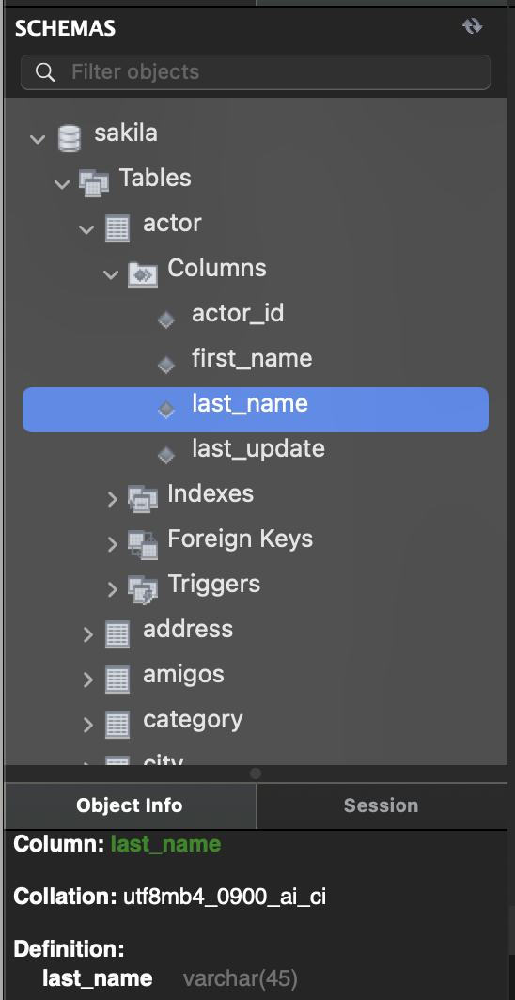 SCHEMAS
Filter objects
sakila
Tables
actor
Columns
actor_id
first_name
last_name
last_update
Indexes
Foreign Keys
Triggers
address
amigos
category
city
Object Info Session
Column: last_name
Collation: utf8mb4_0900_ai_ci
Definition:
last_name varchar(45)